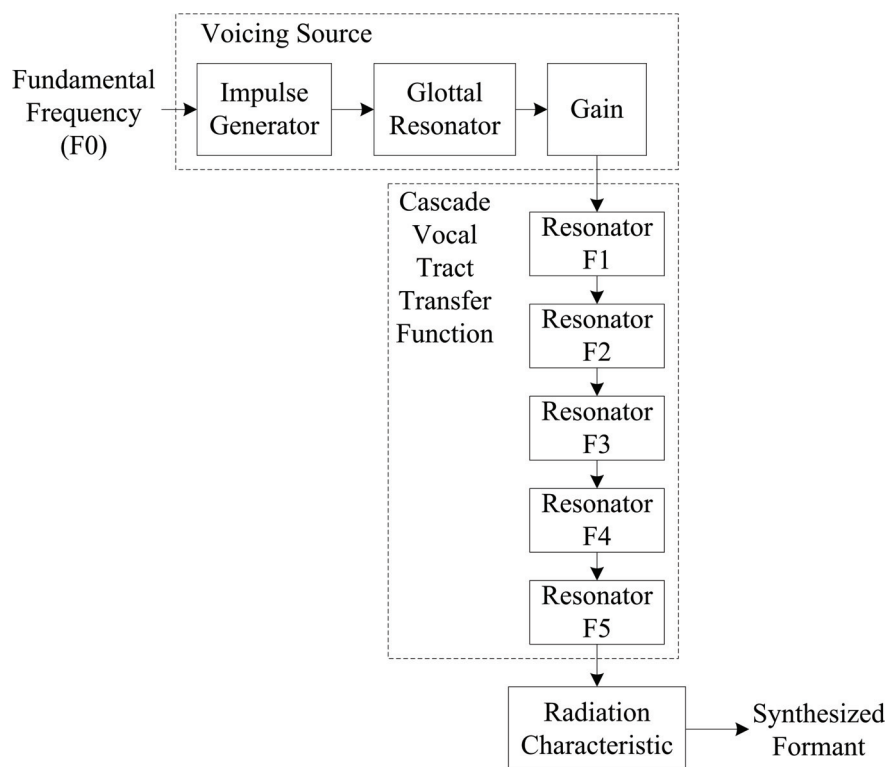 Voicing Source
Fundamental
Frequency
(F0)
Impulse
Generator
Glottal
Resonator
Gain
Cascade
Vocal
Tract
Transfer
Function
Resonator
F1
Resonator
F2
Resonator
F3
Resonator
F4
Resonator
F5
Radiation
Characteristic
Synthesized
Formant